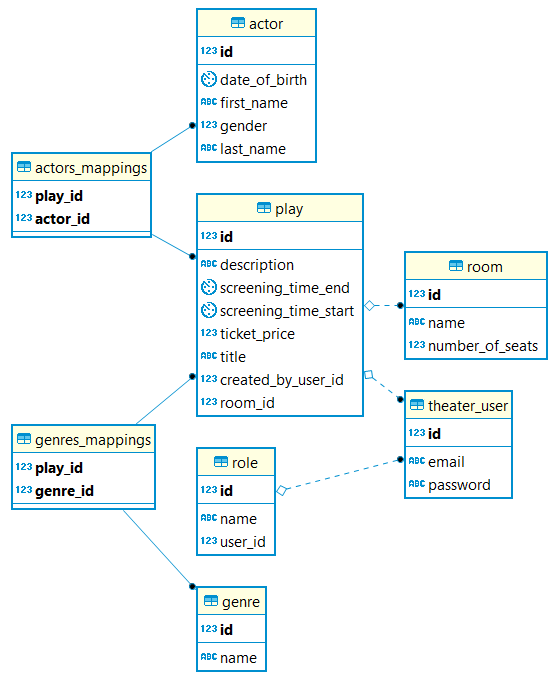 actor
123 id
date_of_birth
ABC first_name
123 gender
ABC last_name
actors_mappings
123 play_id
123 actor_id
play
123 id
ABC description
screening_time_end
screening_time_start
123 ticket_price
ABC title
123 created_by_user_id
123 room_id
room
123 id
ABC name
123 number_of_seats
theater_user
123 id
ABC email
ABC password
genres_mappings
123 play_id
123 genre_id
role
123 id
ABC name
123 user_id
genre
123 id
ABC name